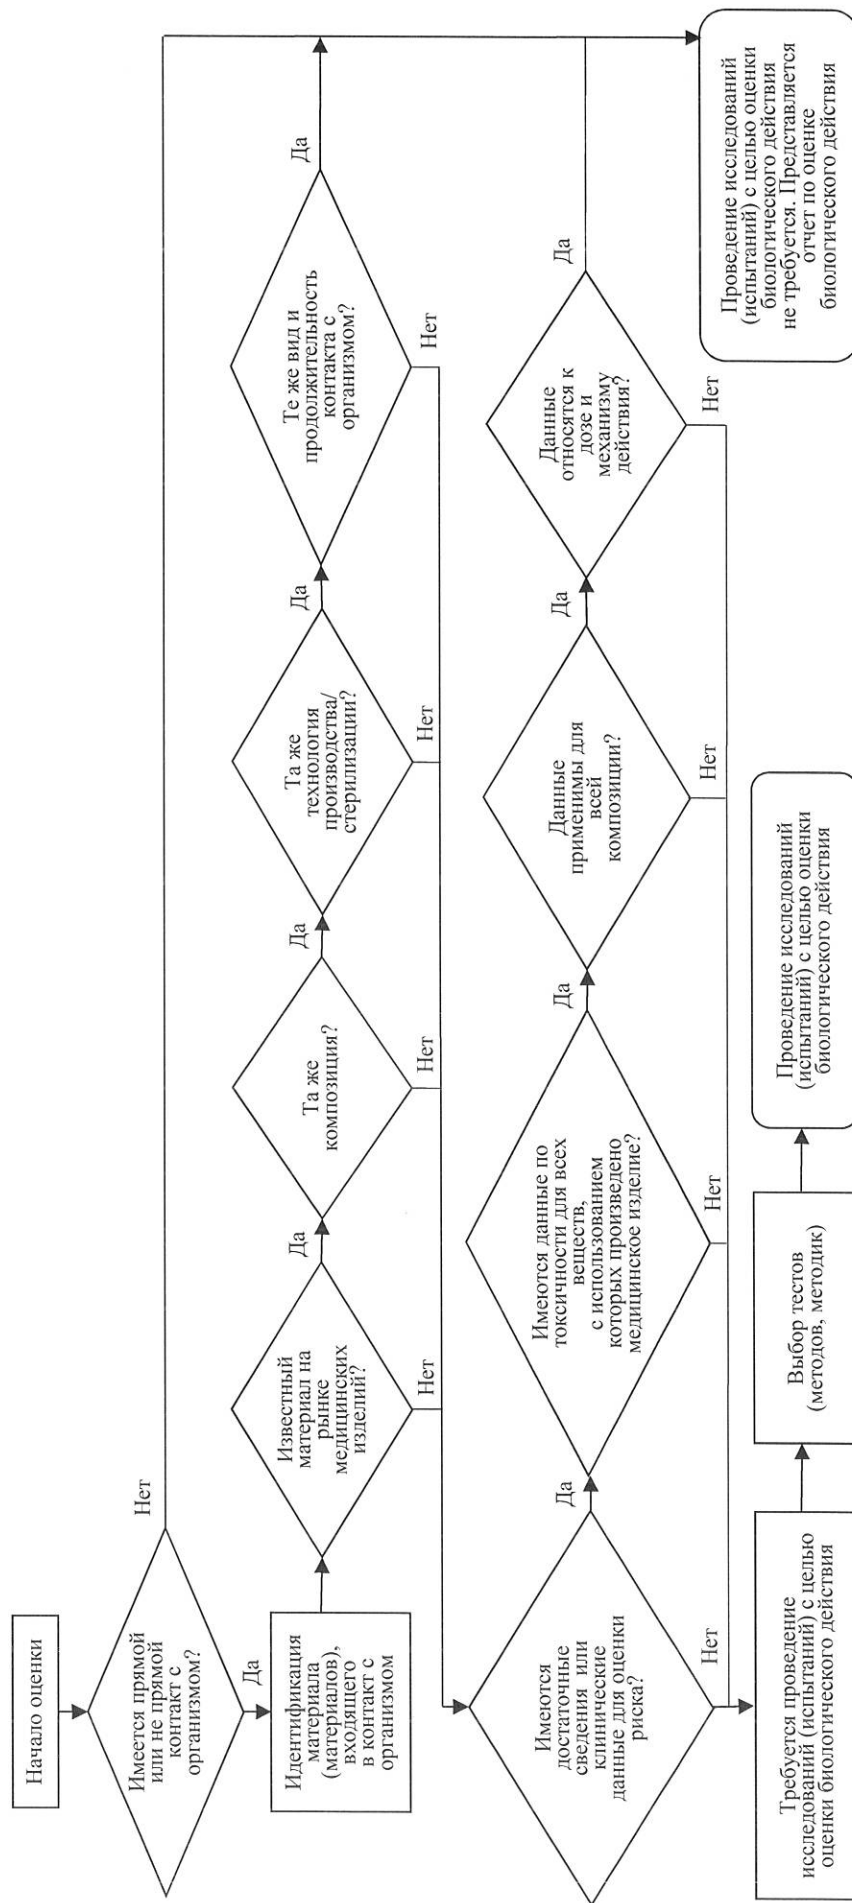 Начало оценки
Имеется прямой
или не прямой
контакт с
организмом?
Нет
Да
Идентификация
материала
(материалов),
входящего
в контакт с
организмом
Известный
материал на
рынке
медицинских
изделий?
Да
Нет
Та же
композиция?
Да
Нет
Та же
технология
производства/
стерилизации?
Да
Нет
Те же вид и
продолжительность
контакта с
организмом?
Да
Нет
Имеются
достаточные
сведения или
клинические
данные для оценки
риска?
Да
Нет
Имеются данные по
токсичности для всех
веществ,
с использованием
которых произведено
медицинское изделие?
Да
Нет
Данные
применимы для
всей
композиции?
Да
Нет
Данные
относятся к
дозе и
механизму
действия?
Да
Нет
Требуется проведение
исследований (испытаний) с целью
оценки биологического действия
Выбор тестов
(методов, методик)
Проведение исследований
(испытаний) с целью оценки
биологического действия
Проведение исследований
(испытаний) с целью оценки
биологического действия
не требуется. Представляется
отчет по оценке
биологического действия